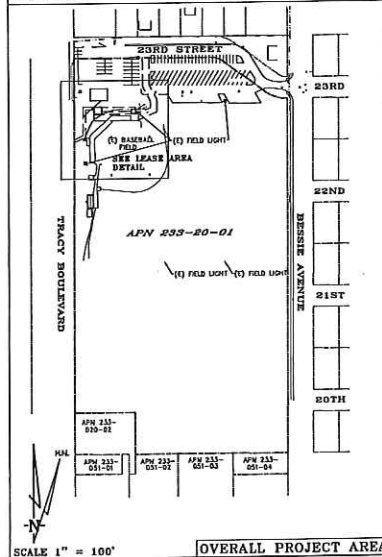 23RD STREET
23RD
(E) BASEBALL
FIELD
(E) FIELD LIGHT
SEE LEASE AREA
DETAIL
22ND
TRACY BOULEVARD
APN 233-20-01
BESSIE AVENUE
(E) FIELD LIGHT
(E) FIELD LIGHT
21ST
20TH
APN 233-
020-02
APN 233-
051-01
APN 233-
051-02
APN 233-
051-03
APN 233-
051-04
N
SCALE 1" = 100'
OVERALL PROJECT AREA